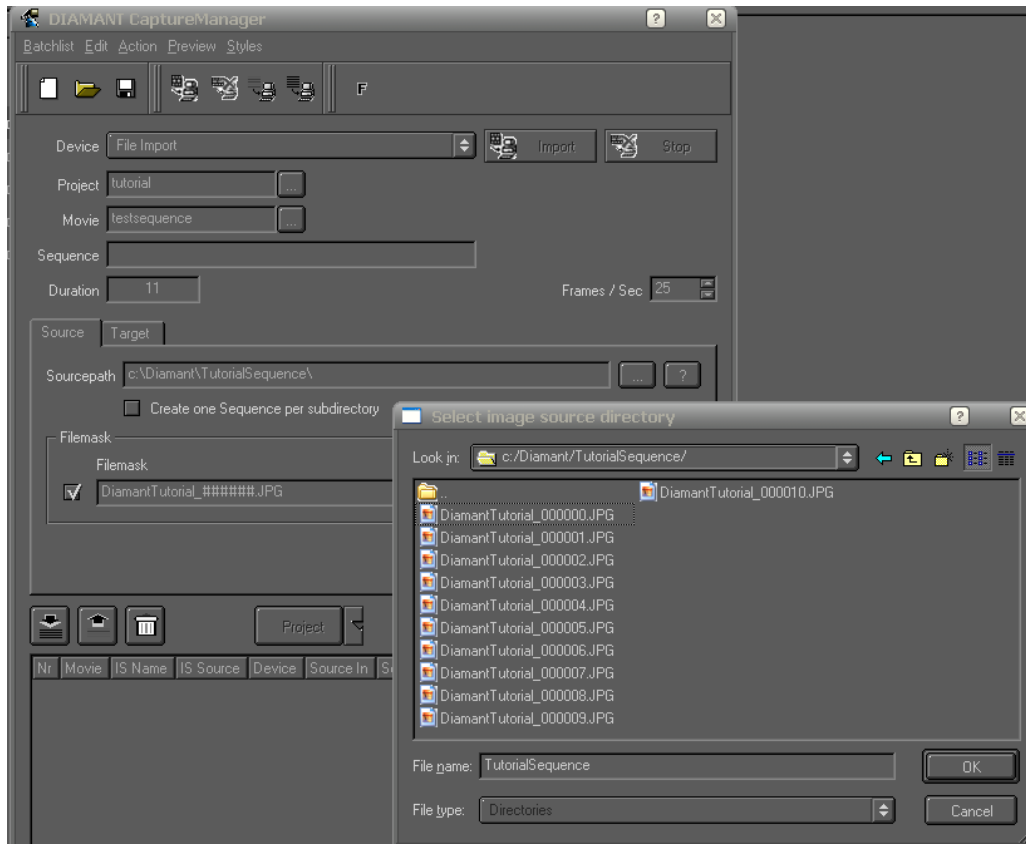 DIAMANT CaptureManager
Batchlist Edit Action Preview Styles
F
Device File Import Import Stop
Project tutorial ...
Movie testsequence ...
Sequence
Duration 11 Frames / Sec 25
Source Target
Sourcepath c:\Diamant\TutorialSequence\ ... ?
Create one Sequence per subdirectory
Filemask
Filemask
DiamantTutorial_######.JPG
Project
Nr Movie IS Name IS Source Device Source In
Select image source directory
Look in: c:/Diamant/TutorialSequence/
..
DiamantTutorial_000000.JPG
DiamantTutorial_000001.JPG
DiamantTutorial_000002.JPG
DiamantTutorial_000003.JPG
DiamantTutorial_000004.JPG
DiamantTutorial_000005.JPG
DiamantTutorial_000006.JPG
DiamantTutorial_000007.JPG
DiamantTutorial_000008.JPG
DiamantTutorial_000009.JPG
DiamantTutorial_000010.JPG
File name: TutorialSequence OK
File type: Directories Cancel